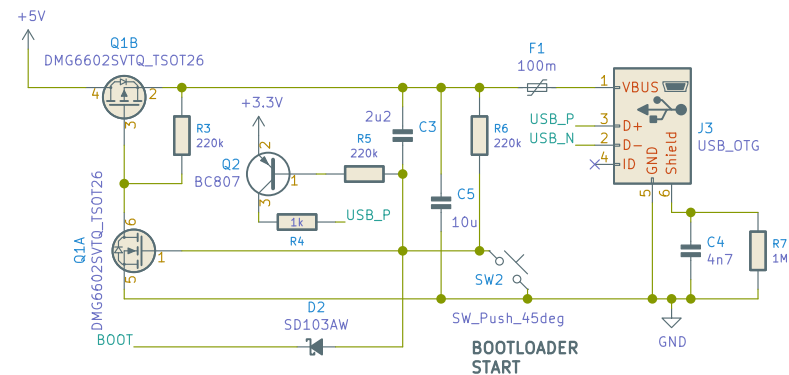 +5V
Q1B
DMG6602SVTQ_TSOT26
4
2
3
F1
100m
1
VBUS
USB_P
3
D+
USB_N
2
D-
4
ID
GND
Shield
5
6
J3
USB_OTG
R3
220k
+3.3V
Q2
BC807
2
1
3
R5
220k
2u2
C3
R6
220k
C5
10u
1k
R4
USB_P
Q1A
DMG6602SVTQ_TSOT26
6
1
5
SW2
SW_Push_45deg
C4
4n7
R7
1M
D2
SD103AW
BOOT
GND
BOOTLOADER
START